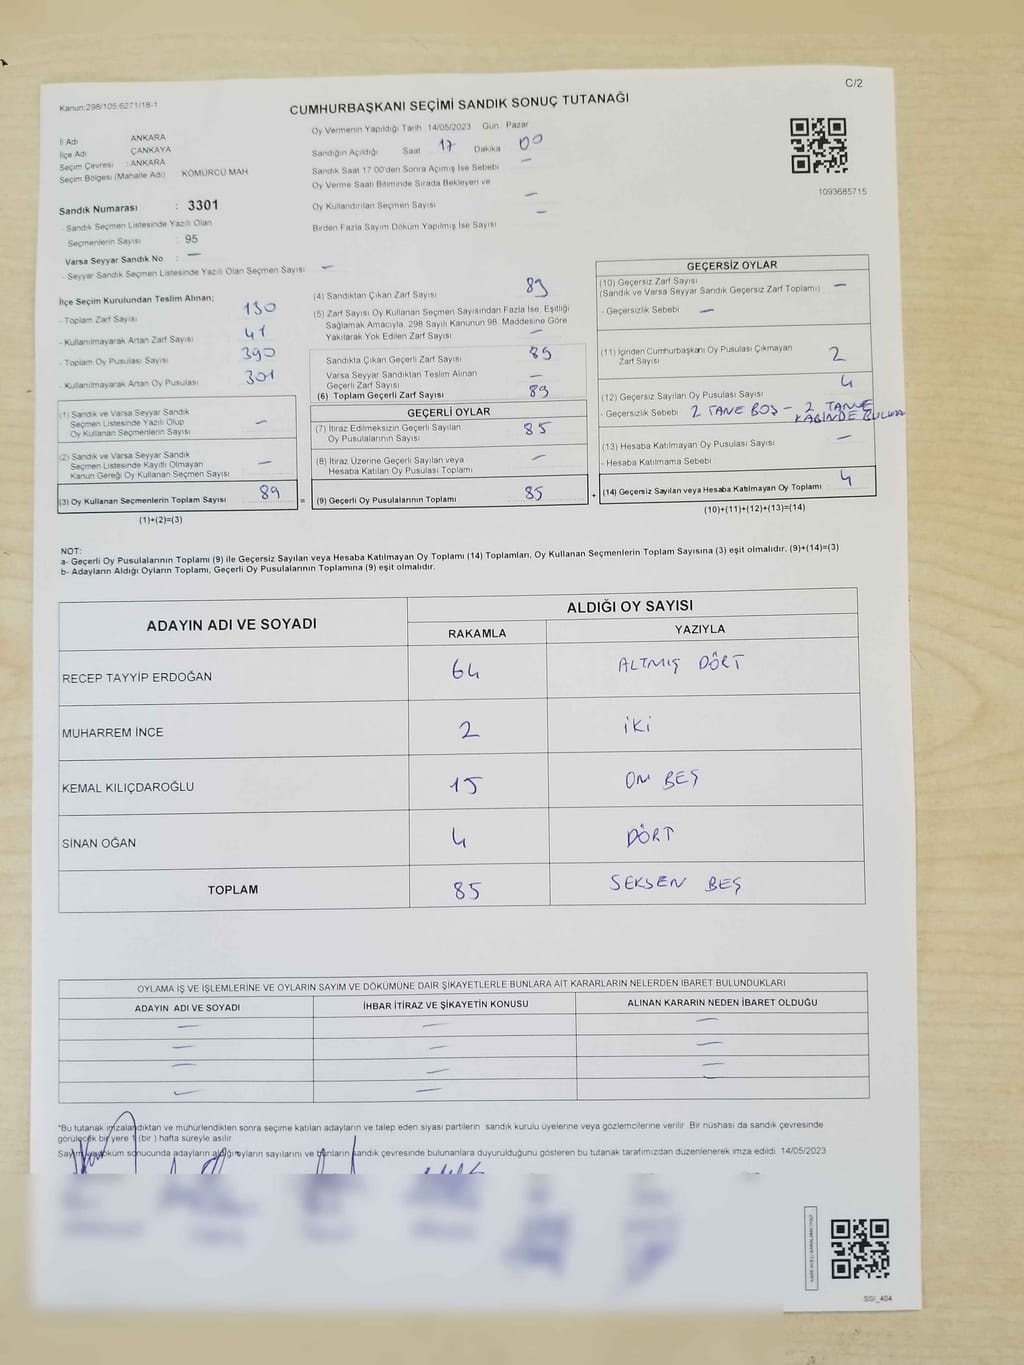 C/2
Kanun:298/105,6271/18-1
CUMHURBAŞKANI SEÇİMİ SANDIK SONUÇ TUTANAĞI
İl Adı ANKARA
İlçe Adı ÇANKAYA
Seçim Çevresi : ANKARA
Seçim Bölgesi (Mahalle Adı) KÖMÜRCÜ MAH
Sandık Numarası : 3301
- Sandık Seçmen Listesinde Yazılı Olan
Seçmenlerin Sayısı : 95
Varsa Seyyar Sandık No : —
- Seyyar Sandık Seçmen Listesinde Yazılı Olan Seçmen Sayısı —
Oy Vermenin Yapıldığı Tarih 14/05/2023 Gün Pazar
Sandığın Açıldığı Saat 17 Dakika 00
Sandık Saat 17:00'den Sonra Açılmış İse Sebebi —
Oy Verme Saati Bitiminde Sırada Bekleyen ve
Oy Kullandırılan Seçmen Sayısı —
Birden Fazla Sayım Döküm Yapılmış İse Sayısı —
1093685715
İlçe Seçim Kurulundan Teslim Alınan;
- Toplam Zarf Sayısı 130
- Kullanılmayarak Artan Zarf Sayısı 41
- Toplam Oy Pusulası Sayısı 390
- Kullanılmayarak Artan Oy Pusulası 301
(1) Sandık ve Varsa Seyyar Sandık
Seçmen Listesinde Yazılı Olup
Oy Kullanan Seçmenlerin Sayısı —
(2) Sandık ve Varsa Seyyar Sandık
Seçmen Listesinde Kayıtlı Olmayan
Kanun Gereği Oy Kullanan Seçmen Sayısı —
(3) Oy Kullanan Seçmenlerin Toplam Sayısı 89 =
(1)+(2)=(3)
(4) Sandıktan Çıkan Zarf Sayısı 89
(5) Zarf Sayısı Oy Kullanan Seçmen Sayısından Fazla İse, Eşitliği
Sağlamak Amacıyla, 298 Sayılı Kanunun 98. Maddesine Göre
Yakılarak Yok Edilen Zarf Sayısı —
Sandıkta Çıkan Geçerli Zarf Sayısı 89
Varsa Seyyar Sandıktan Teslim Alınan
Geçerli Zarf Sayısı —
(6) Toplam Geçerli Zarf Sayısı 89
GEÇERLİ OYLAR
(7) İtiraz Edilmeksizin Geçerli Sayılan
Oy Pusulalarının Sayısı 85
(8) İtiraz Üzerine Geçerli Sayılan veya
Hesaba Katılan Oy Pusulası Toplamı —
(9) Geçerli Oy Pusulalarının Toplamı 85 +
GEÇERSİZ OYLAR
(10) Geçersiz Zarf Sayısı
(Sandık ve Varsa Seyyar Sandık Geçersiz Zarf Toplamı) —
- Geçersizlik Sebebi —
(11) İçinden Cumhurbaşkanı Oy Pusulası Çıkmayan
Zarf Sayısı 2
(12) Geçersiz Sayılan Oy Pusulası Sayısı 4
- Geçersizlik Sebebi 2 TANE BOŞ – 2 TANE
KABİNDE
(13) Hesaba Katılmayan Oy Pusulası Sayısı —
- Hesaba Katılmama Sebebi
(14) Geçersiz Sayılan veya Hesaba Katılmayan Oy Toplamı 4
(10)+(11)+(12)+(13)=(14)
NOT:
a- Geçerli Oy Pusulalarının Toplamı (9) ile Geçersiz Sayılan veya Hesaba Katılmayan Oy Toplamı (14) Toplamları, Oy Kullanan Seçmenlerin Toplam Sayısına (3) eşit olmalıdır. (9)+(14)=(3)
b- Adayların Aldığı Oyların Toplamı, Geçerli Oy Pusulalarının Toplamına (9) eşit olmalıdır.
ADAYIN ADI VE SOYADI ALDIĞI OY SAYISI
RAKAMLA YAZIYLA
RECEP TAYYİP ERDOĞAN 64 ALTMIŞ DÖRT
MUHARREM İNCE 2 İKİ
KEMAL KILIÇDAROĞLU 15 ON BEŞ
SİNAN OĞAN 4 DÖRT
TOPLAM 85 SEKSEN BEŞ
OYLAMA İŞ VE İŞLEMLERİNE VE OYLARIN SAYIM VE DÖKÜMÜNE DAİR ŞİKAYETLERLE BUNLARA AİT KARARLARIN NELERDEN İBARET BULUNDUKLARI
ADAYIN ADI VE SOYADI İHBAR İTİRAZ VE ŞİKAYETİN KONUSU ALINAN KARARIN NEDEN İBARET OLDUĞU
— — —
— — —
— — —
— — —
*Bu tutanak imzalandıktan ve mühürlendikten sonra seçime katılan adayların ve talep eden siyasi partilerin sandık kurulu üyelerine veya gözlemcilerine verilir. Bir nüshası da sandık çevresinde
görülecek bir yere 1 (bir) hafta süreyle asılır.
Sayım ve döküm sonucunda adayların aldığı oyların sayılarını ve bunların sandık çevresinde bulunanlara duyurulduğunu gösteren bu tutanak tarafımızdan düzenlenerek imza edildi. 14/05/2023
SSI_404